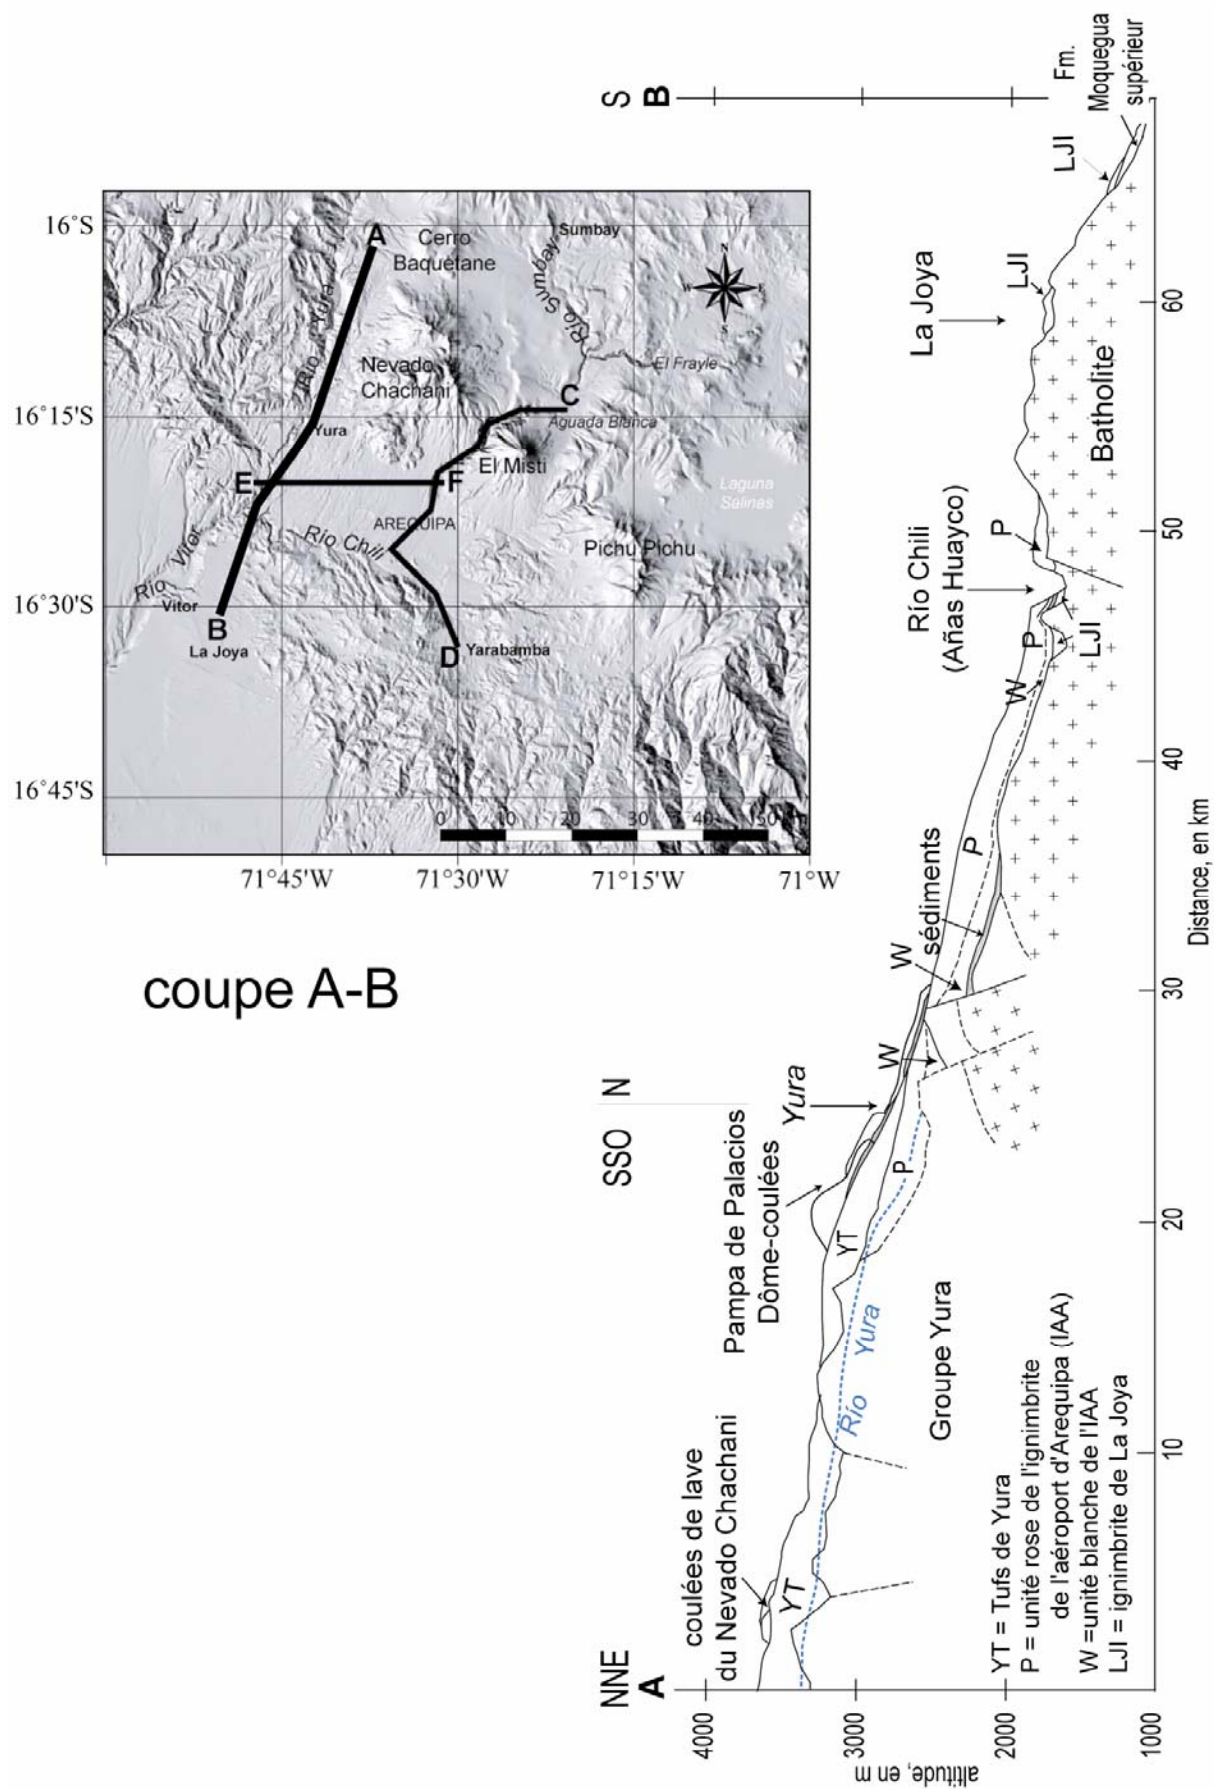 16°S
16°15'S
16°30'S
16°45'S
71°45'W
71°30'W
71°15'W
71°W
A
Cerro
Baquetane
Sumbay
Río Sumbay
N
W
E
S
Río Yura
Nevado
Chachani
El Frayle
C
Aguada Blanca
Yura
El Misti
E
F
Laguna
Salinas
AREQUIPA
Río Chili
Pichu Pichu
Río Vitor
Vitor
B
La Joya
D
Yarabamba
0 10 20 30 40 50
coupe A-B
NNE
A
SSO
N
S
B
coulées de lave
du Nevado Chachani
Pampa de Palacios
Dôme-coulées
Yura
W
sédiments
Río Chili
(Añas Huayco)
La Joya
LJI
Fm.
Moquegua
supérieur
YT
YT
P
W
P
W
P
LJI
P
LJI
Río Yura
Groupe Yura
Batholite
YT = Tufs de Yura
P = unité rose de l'ignimbrite
de l'aéroport d'Arequipa (IAA)
W =unité blanche de l'IAA
LJI = ignimbrite de La Joya
altitude, en m
4000
3000
2000
1000
10
20
30
40
50
60
Distance, en km